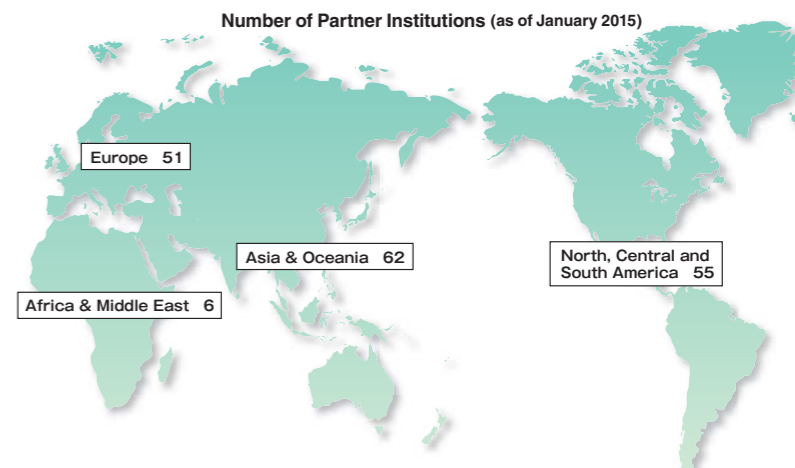 Number of Partner Institutions (as of January 2015)
Europe 51
Asia & Oceania 62
North, Central and
South America 55
Africa & Middle East 6